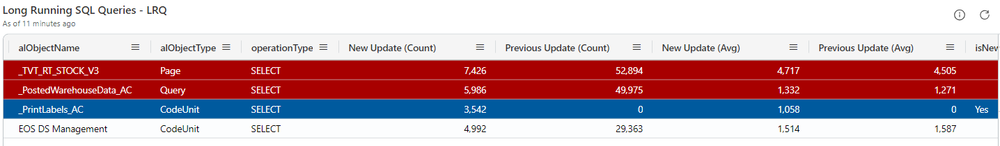 Long Running SQL Queries - LRQ
As of 11 minutes ago
alObjectName alObjectType operationType New Update (Count) Previous Update (Count) New Update (Avg) Previous Update (Avg) isNew
_TVT_RT_STOCK_V3 Page SELECT 7,426 52,894 4,717 4,505
_PostedWarehouseData_AC Query SELECT 5,986 49,975 1,332 1,271
_PrintLabels_AC CodeUnit SELECT 3,542 0 1,058 0 Yes
EOS DS Management CodeUnit SELECT 4,992 29,363 1,514 1,587